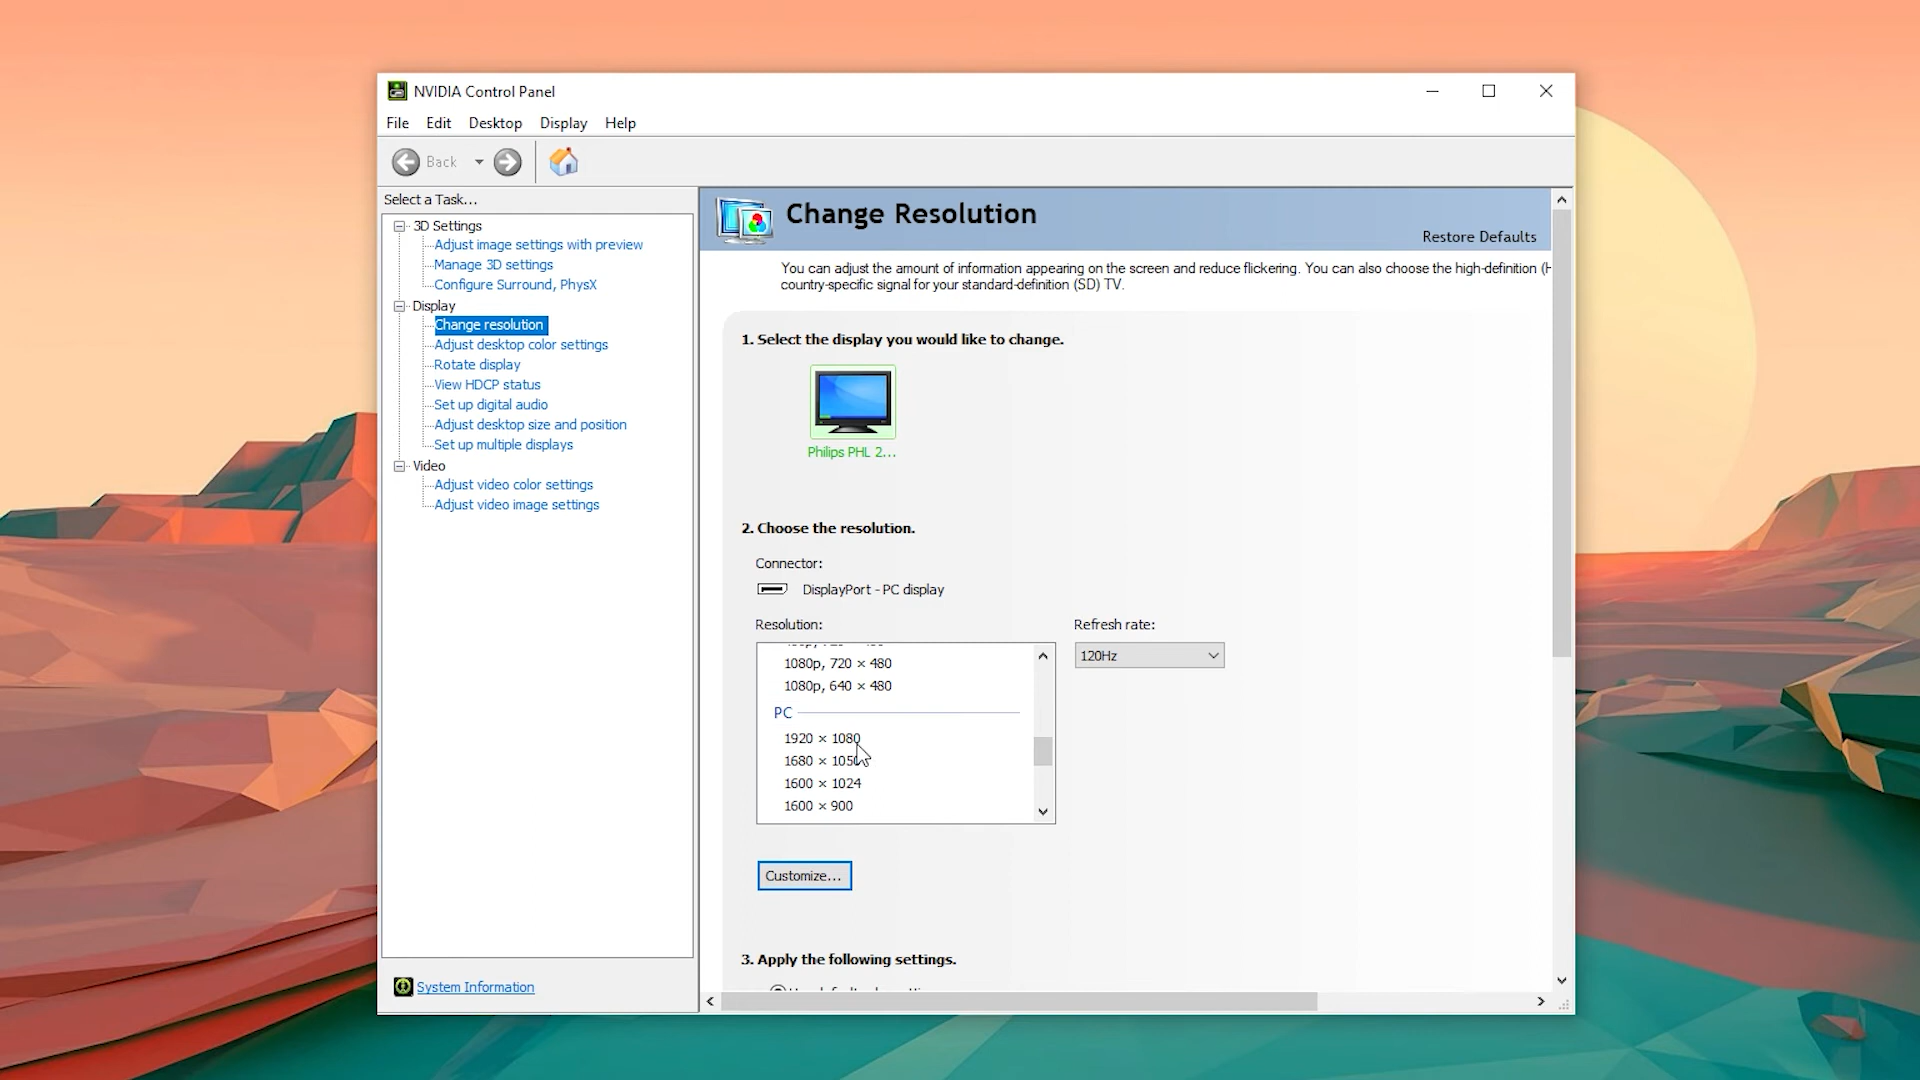 NVIDIA Control Panel
File Edit Desktop Display Help
Back
Select a Task...
3D Settings
Adjust image settings with preview
Manage 3D settings
Configure Surround, PhysX
Display
Change resolution
Adjust desktop color settings
Rotate display
View HDCP status
Set up digital audio
Adjust desktop size and position
Set up multiple displays
Video
Adjust video color settings
Adjust video image settings
System Information
Change Resolution
Restore Defaults
You can adjust the amount of information appearing on the screen and reduce flickering. You can also choose the high-definition (H
country-specific signal for your standard-definition (SD) TV.
1. Select the display you would like to change.
Philips PHL 2...
2. Choose the resolution.
Connector:
DisplayPort - PC display
Resolution:
Refresh rate:
120Hz
1080p, 720 × 480
1080p, 640 × 480
PC
1920 × 1080
1680 × 1050
1600 × 1024
1600 × 900
Customize...
3. Apply the following settings.